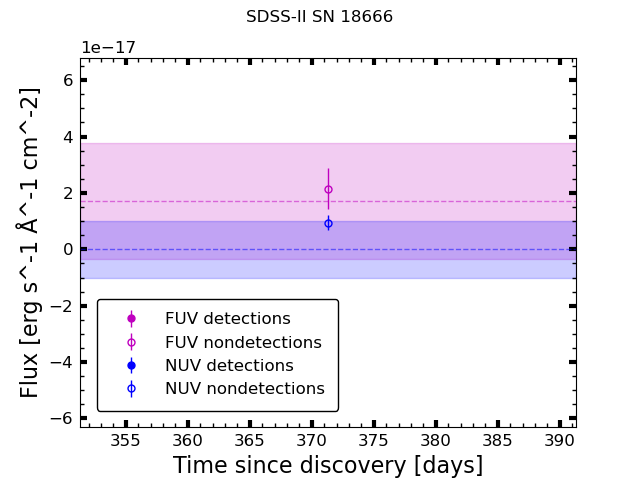 SDSS-II SN 18666
1e−17
6
4
2
0
−2
−4
−6
Flux [erg s^-1 Å^-1 cm^-2]
FUV detections
FUV nondetections
NUV detections
NUV nondetections
355 360 365 370 375 380 385 390
Time since discovery [days]